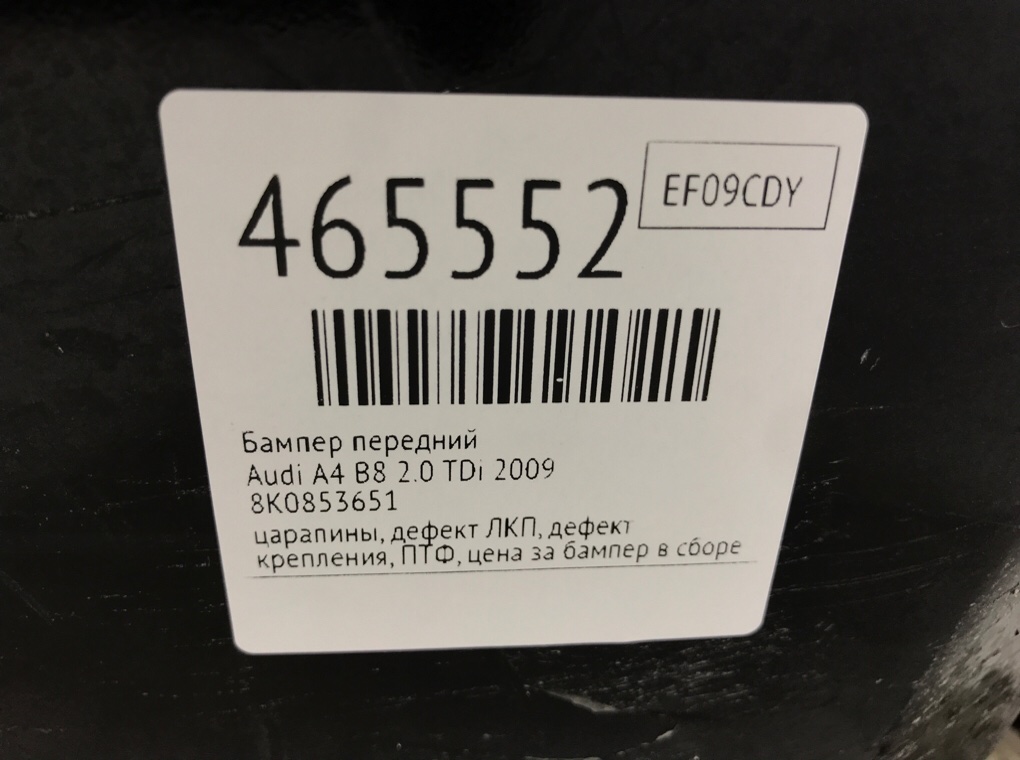 EF09CDY
465552
Бампер передний
Audi A4 B8 2.0 TDi 2009
8K0853651
царапины, дефект ЛКП, дефект
крепления, ПТФ, цена за бампер в сборе